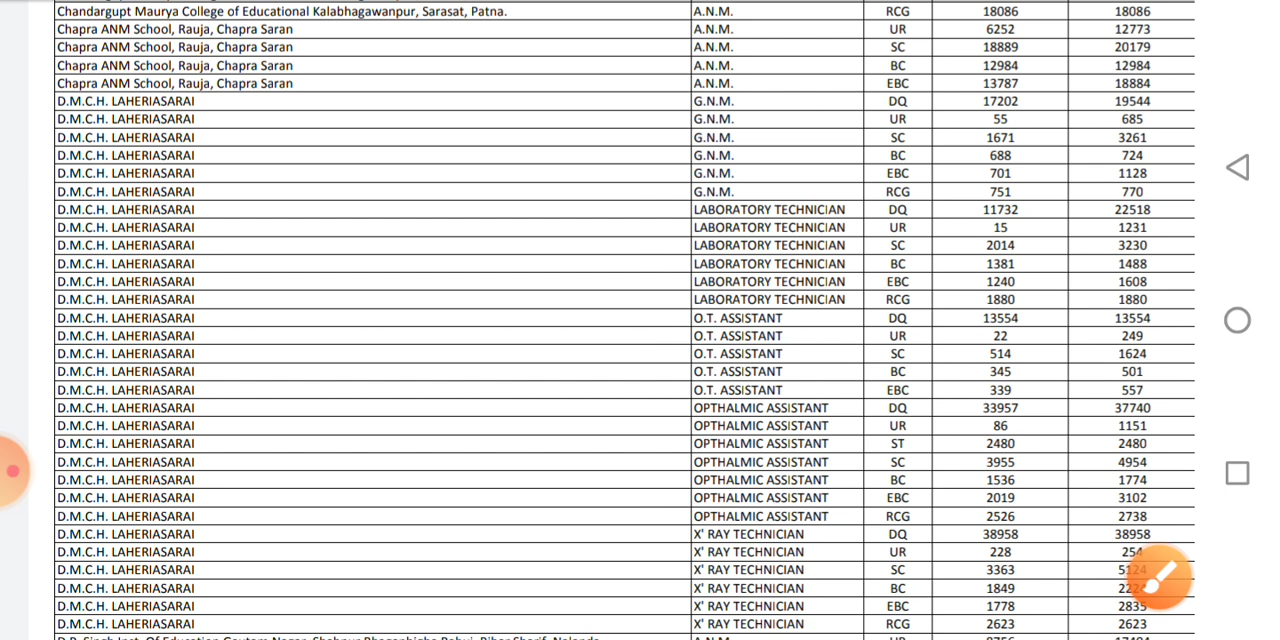 Chandargupt Maurya College of Educational Kalabhagawanpur, Sarasat, Patna. A.N.M. RCG 18086 18086
Chapra ANM School, Rauja, Chapra Saran A.N.M. UR 6252 12773
Chapra ANM School, Rauja, Chapra Saran A.N.M. SC 18889 20179
Chapra ANM School, Rauja, Chapra Saran A.N.M. BC 12984 12984
Chapra ANM School, Rauja, Chapra Saran A.N.M. EBC 13787 18884
D.M.C.H. LAHERIASARAI G.N.M. DQ 17202 19544
D.M.C.H. LAHERIASARAI G.N.M. UR 55 685
D.M.C.H. LAHERIASARAI G.N.M. SC 1671 3261
D.M.C.H. LAHERIASARAI G.N.M. BC 688 724
D.M.C.H. LAHERIASARAI G.N.M. EBC 701 1128
D.M.C.H. LAHERIASARAI G.N.M. RCG 751 770
D.M.C.H. LAHERIASARAI LABORATORY TECHNICIAN DQ 11732 22518
D.M.C.H. LAHERIASARAI LABORATORY TECHNICIAN UR 15 1231
D.M.C.H. LAHERIASARAI LABORATORY TECHNICIAN SC 2014 3230
D.M.C.H. LAHERIASARAI LABORATORY TECHNICIAN BC 1381 1488
D.M.C.H. LAHERIASARAI LABORATORY TECHNICIAN EBC 1240 1608
D.M.C.H. LAHERIASARAI LABORATORY TECHNICIAN RCG 1880 1880
D.M.C.H. LAHERIASARAI O.T. ASSISTANT DQ 13554 13554
D.M.C.H. LAHERIASARAI O.T. ASSISTANT UR 22 249
D.M.C.H. LAHERIASARAI O.T. ASSISTANT SC 514 1624
D.M.C.H. LAHERIASARAI O.T. ASSISTANT BC 345 501
D.M.C.H. LAHERIASARAI O.T. ASSISTANT EBC 339 557
D.M.C.H. LAHERIASARAI OPTHALMIC ASSISTANT DQ 33957 37740
D.M.C.H. LAHERIASARAI OPTHALMIC ASSISTANT UR 86 1151
D.M.C.H. LAHERIASARAI OPTHALMIC ASSISTANT ST 2480 2480
D.M.C.H. LAHERIASARAI OPTHALMIC ASSISTANT SC 3955 4954
D.M.C.H. LAHERIASARAI OPTHALMIC ASSISTANT BC 1536 1774
D.M.C.H. LAHERIASARAI OPTHALMIC ASSISTANT EBC 2019 3102
D.M.C.H. LAHERIASARAI OPTHALMIC ASSISTANT RCG 2526 2738
D.M.C.H. LAHERIASARAI X' RAY TECHNICIAN DQ 38958 38958
D.M.C.H. LAHERIASARAI X' RAY TECHNICIAN UR 228
D.M.C.H. LAHERIASARAI X' RAY TECHNICIAN SC 3363 5124
D.M.C.H. LAHERIASARAI X' RAY TECHNICIAN BC 1849
D.M.C.H. LAHERIASARAI X' RAY TECHNICIAN EBC 1778 2835
D.M.C.H. LAHERIASARAI X' RAY TECHNICIAN RCG 2623 2623